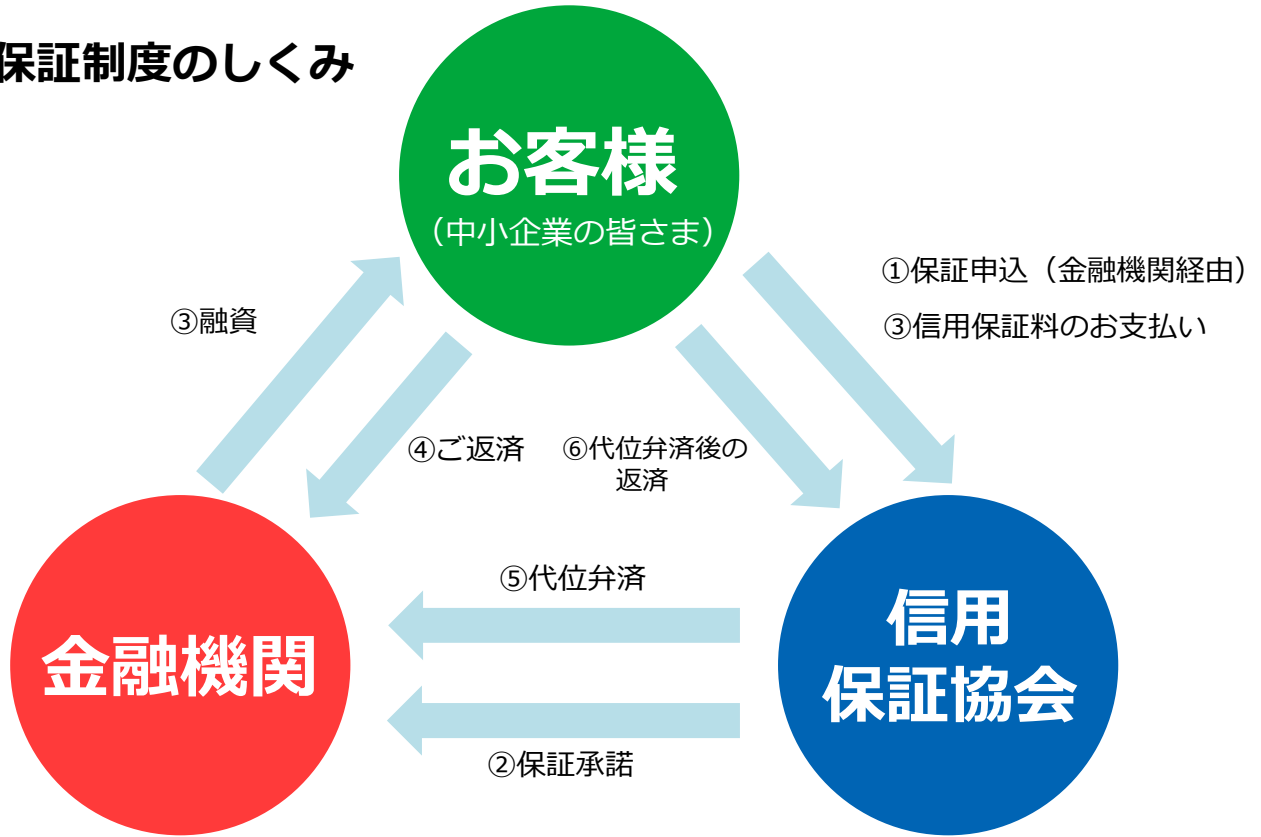 保証制度のしくみ
お客様
（中小企業の皆さま）
①保証申込（金融機関経由）
③信用保証料のお支払い
③融資
④ご返済
⑥代位弁済後の
返済
⑤代位弁済
金融機関
信用
保証協会
②保証承諾